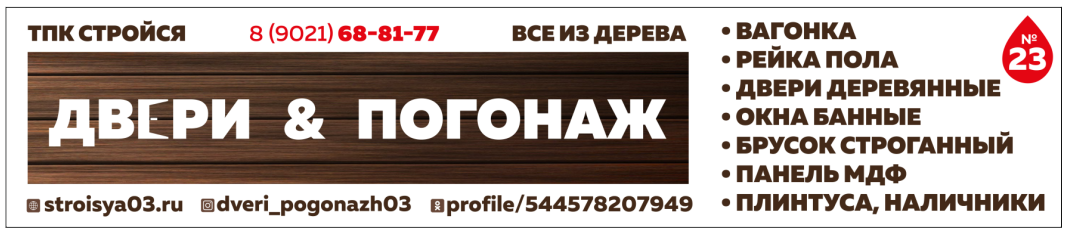 ТПК СТРОЙСЯ 8 (9021) 68-81-77 ВСЕ ИЗ ДЕРЕВА
ДВЕРИ & ПОГОНАЖ
stroisya03.ru dveri_pogonazh03 profile/544578207949
• ВАГОНКА
• РЕЙКА ПОЛА
• ДВЕРИ ДЕРЕВЯННЫЕ
• ОКНА БАННЫЕ
• БРУСОК СТРОГАННЫЙ
• ПАНЕЛЬ МДФ
• ПЛИНТУСА, НАЛИЧНИКИ
№
23